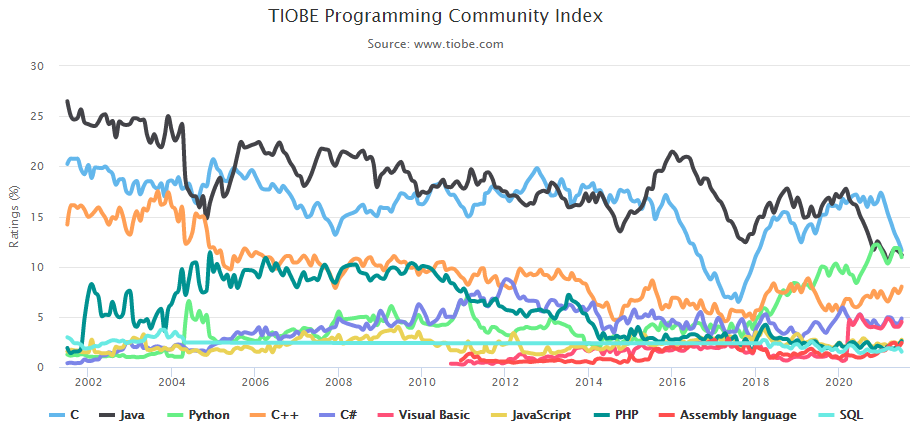 TIOBE Programming Community Index
Source: www.tiobe.com
Ratings (%)
30
25
20
15
10
5
0
2002 2004 2006 2008 2010 2012 2014 2016 2018 2020
C Java Python C++ C# Visual Basic JavaScript PHP Assembly language SQL